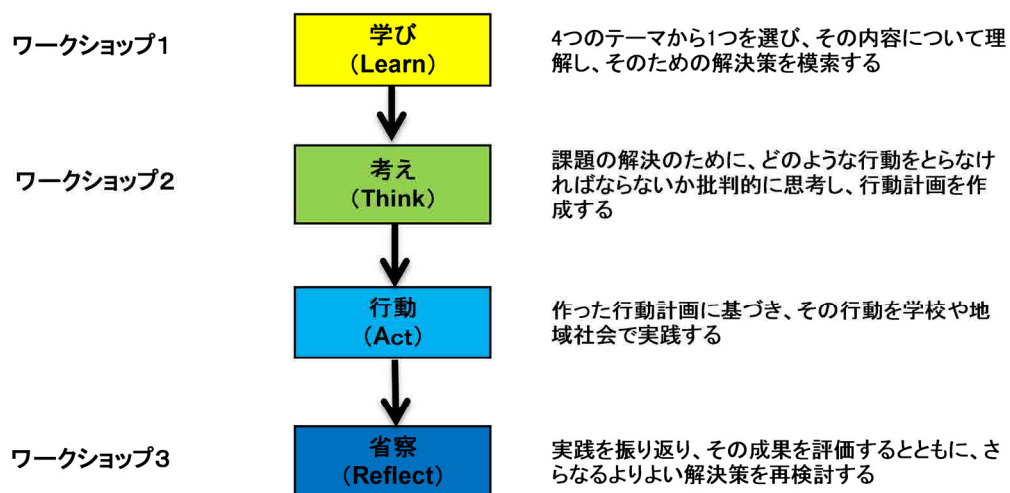 ワークショップ1
学び
(Learn)
4つのテーマから1つを選び、その内容について理
解し、そのための解決策を模索する
ワークショップ2
考え
(Think)
課題の解決のために、どのような行動をとらなけ
ればならないか批判的に思考し、行動計画を作
成する
行動
(Act)
作った行動計画に基づき、その行動を学校や地
域社会で実践する
ワークショップ3
省察
(Reflect)
実践を振り返り、その成果を評価するとともに、さ
らなるよりよい解決策を再検討する